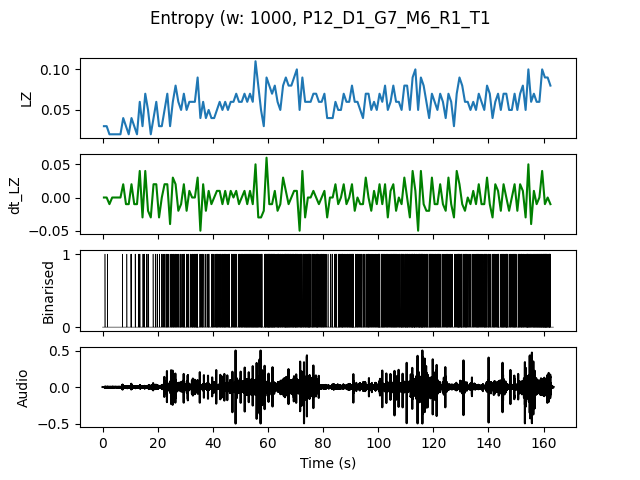 Entropy (w: 1000, P12_D1_G7_M6_R1_T1
0.10
0.05
LZ
0.05
0.00
−0.05
dt_LZ
1
0
Binarised
0.5
0.0
−0.5
Audio
0 20 40 60 80 100 120 140 160
Time (s)